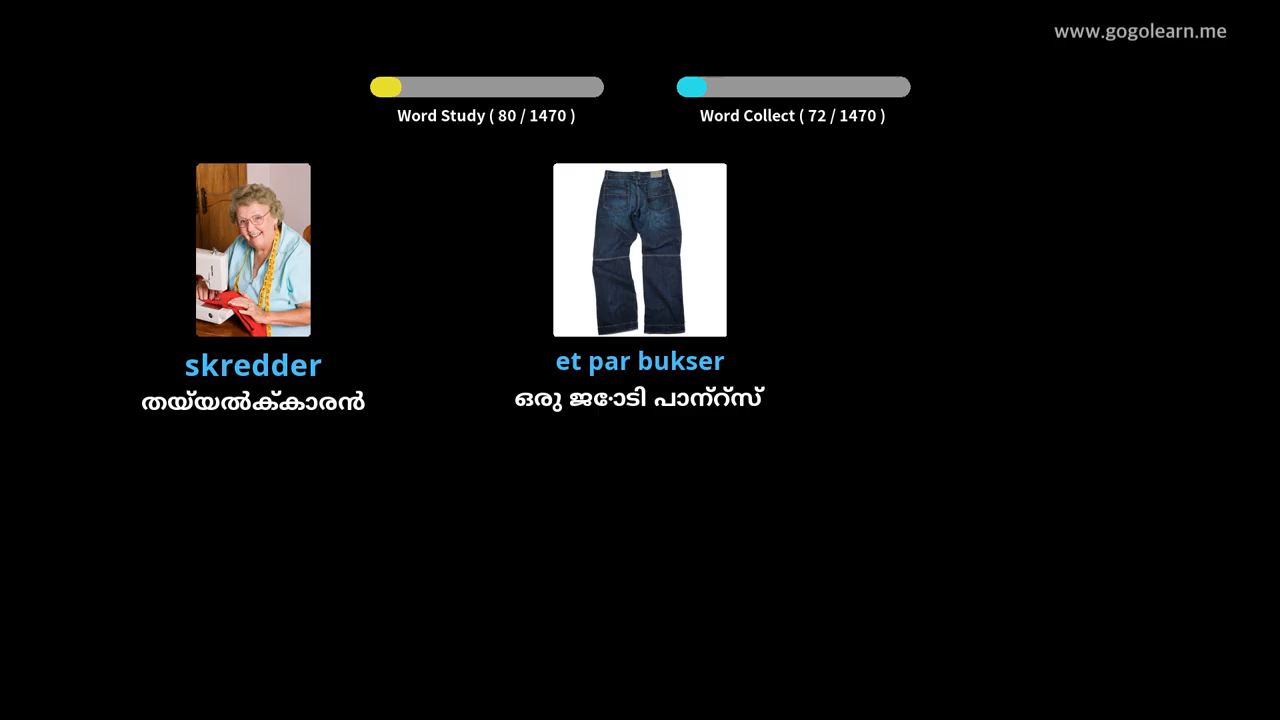 www.gogolearn.me
Word Study ( 80 / 1470 )
Word Collect ( 72 / 1470 )
skredder
തയ്യൽക്കാരൻ
et par bukser
ഒരു ജോടി പാന്റ്സ്